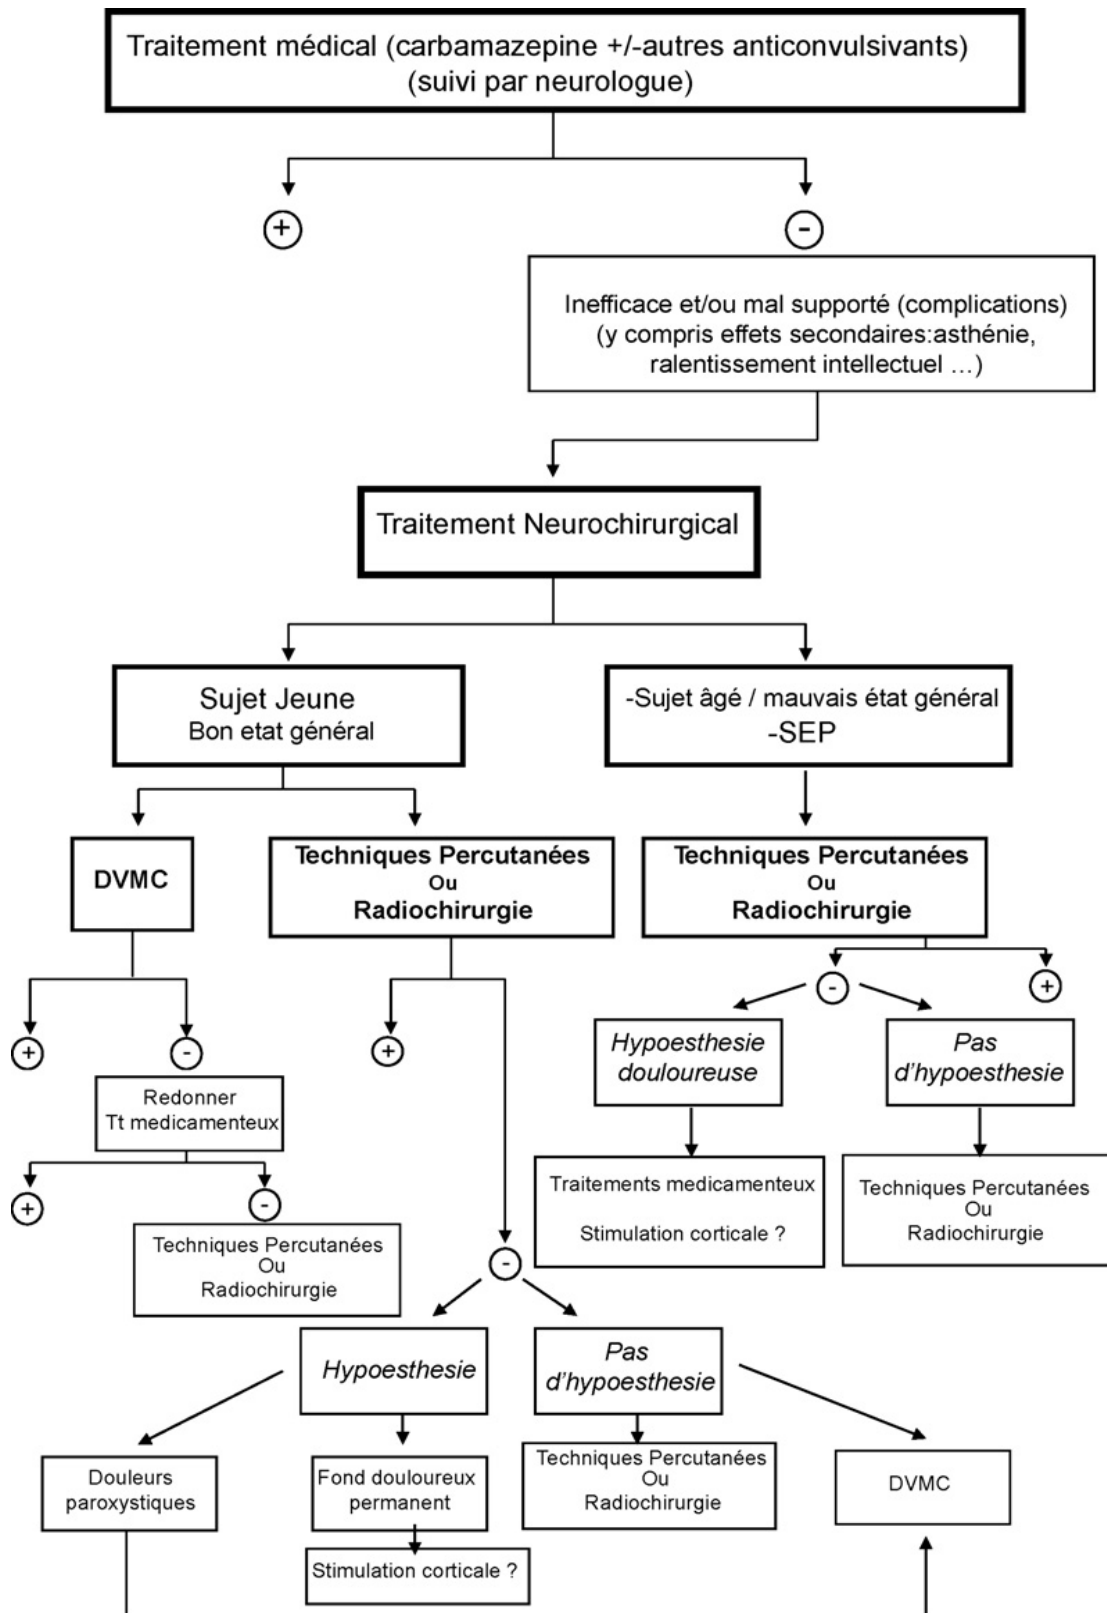 Traitement médical (carbamazepine +/-autres anticonvulsivants)
(suivi par neurologue)
+
-
Inefficace et/ou mal supporté (complications)
(y compris effets secondaires:asthénie,
ralentissement intellectuel ...)
Traitement Neurochirurgical
Sujet Jeune
Bon etat général
-Sujet âgé / mauvais état général
-SEP
DVMC
Techniques Percutanées
Ou
Radiochirurgie
Techniques Percutanées
Ou
Radiochirurgie
+
-
+
-
+
Hypoesthesie
douloureuse
Pas
d'hypoesthesie
Redonner
Tt medicamenteux
+
-
Traitements medicamenteux
Stimulation corticale ?
Techniques Percutanées
Ou
Radiochirurgie
Techniques Percutanées
Ou
Radiochirurgie
-
Hypoesthesie
Pas
d'hypoesthesie
Douleurs
paroxystiques
Fond douloureux
permanent
Techniques Percutanées
Ou
Radiochirurgie
DVMC
Stimulation corticale ?